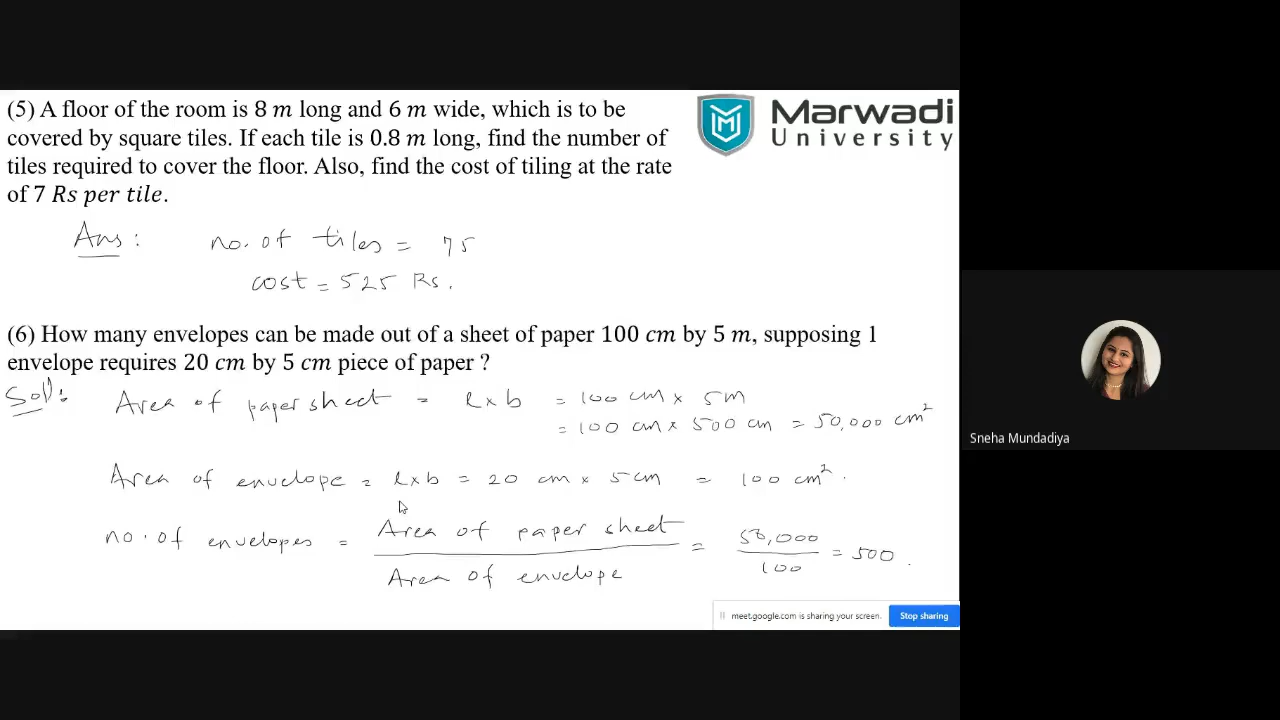 (5) A floor of the room is 8 m long and 6 m wide, which is to be
covered by square tiles. If each tile is 0.8 m long, find the number of
tiles required to cover the floor. Also, find the cost of tiling at the rate
of 7 Rs per tile.
Marwadi
University
Ans : no. of tiles = 75
cost = 525 Rs.
(6) How many envelopes can be made out of a sheet of paper 100 cm by 5 m, supposing 1
envelope requires 20 cm by 5 cm piece of paper ?
Solⁿ: Area of paper sheet = l x b = 100 cm x 5m
= 100 cm x 500 cm = 50,000 cm²
Area of envelope = l x b = 20 cm x 5 cm = 100 cm².
no. of envelopes = Area of paper sheet / Area of envelope = 50,000 / 100 = 500.
meet.google.com is sharing your screen. Stop sharing
Sneha Mundadiya